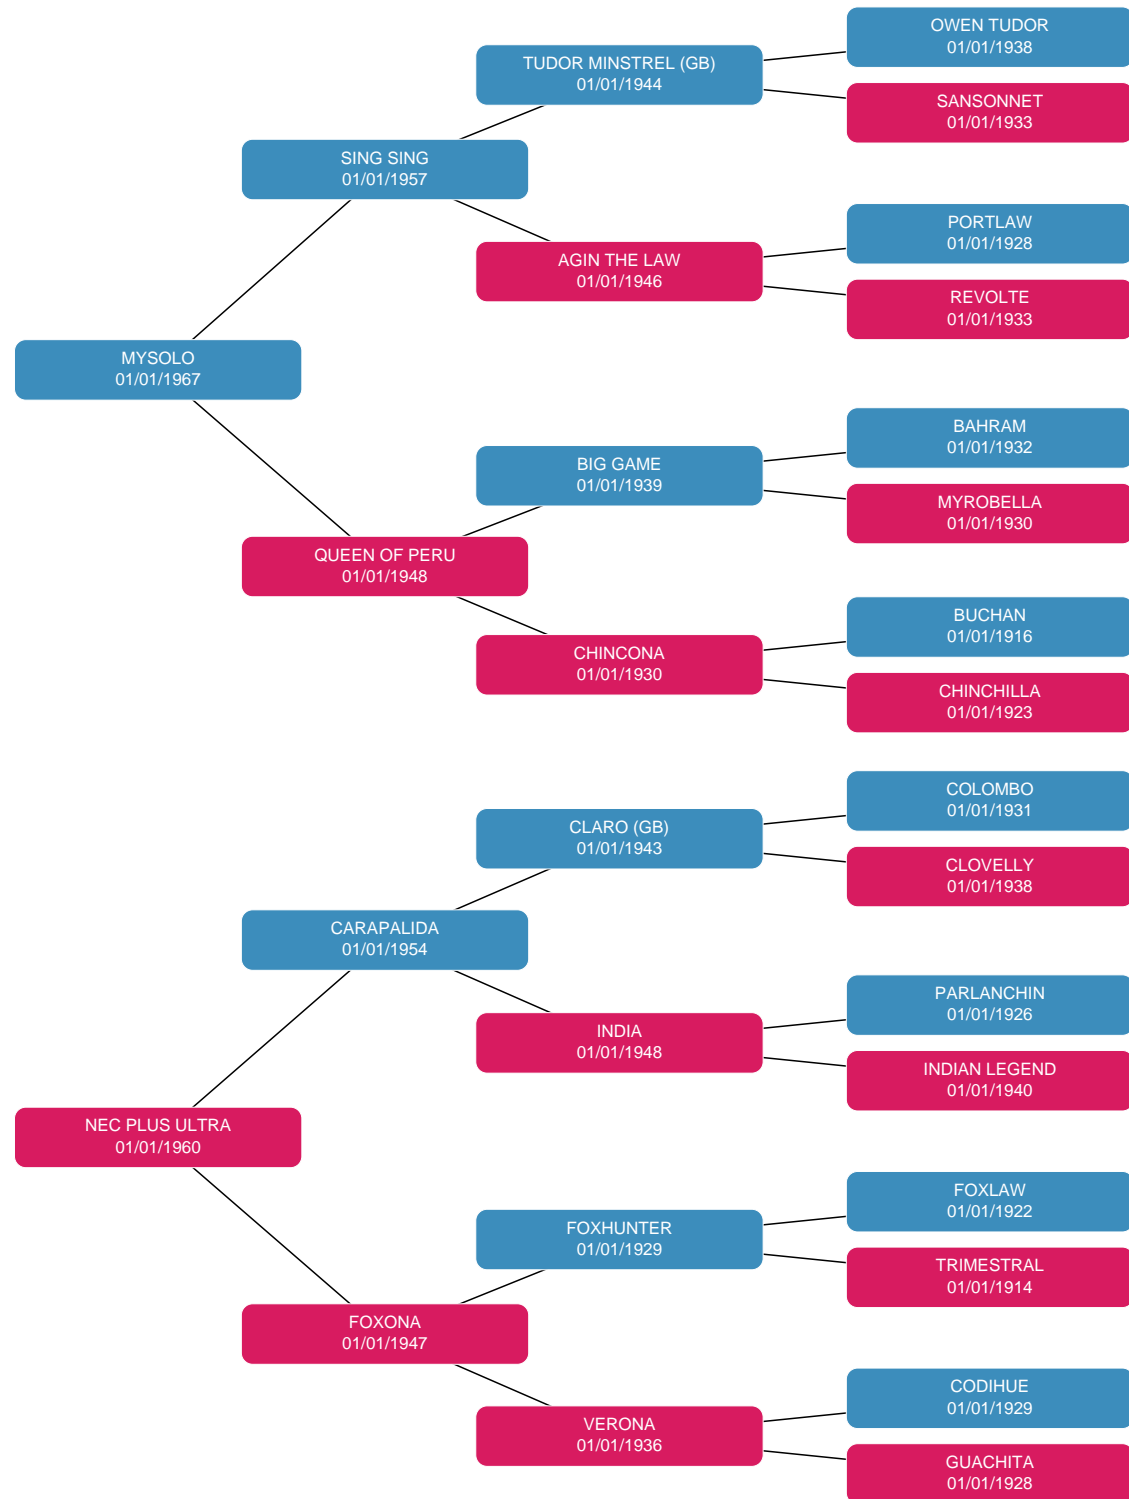 OWEN TUDOR
01/01/1938
TUDOR MINSTREL (GB)
01/01/1944
SANSONNET
01/01/1933
SING SING
01/01/1957
PORTLAW
01/01/1928
AGIN THE LAW
01/01/1946
REVOLTE
01/01/1933
MYSOLO
01/01/1967
BAHRAM
01/01/1932
BIG GAME
01/01/1939
MYROBELLA
01/01/1930
QUEEN OF PERU
01/01/1948
BUCHAN
01/01/1916
CHINCONA
01/01/1930
CHINCHILLA
01/01/1923
COLOMBO
01/01/1931
CLARO (GB)
01/01/1943
CLOVELLY
01/01/1938
CARAPALIDA
01/01/1954
PARLANCHIN
01/01/1926
INDIA
01/01/1948
INDIAN LEGEND
01/01/1940
NEC PLUS ULTRA
01/01/1960
FOXLAW
01/01/1922
FOXHUNTER
01/01/1929
TRIMESTRAL
01/01/1914
FOXONA
01/01/1947
CODIHUE
01/01/1929
VERONA
01/01/1936
GUACHITA
01/01/1928